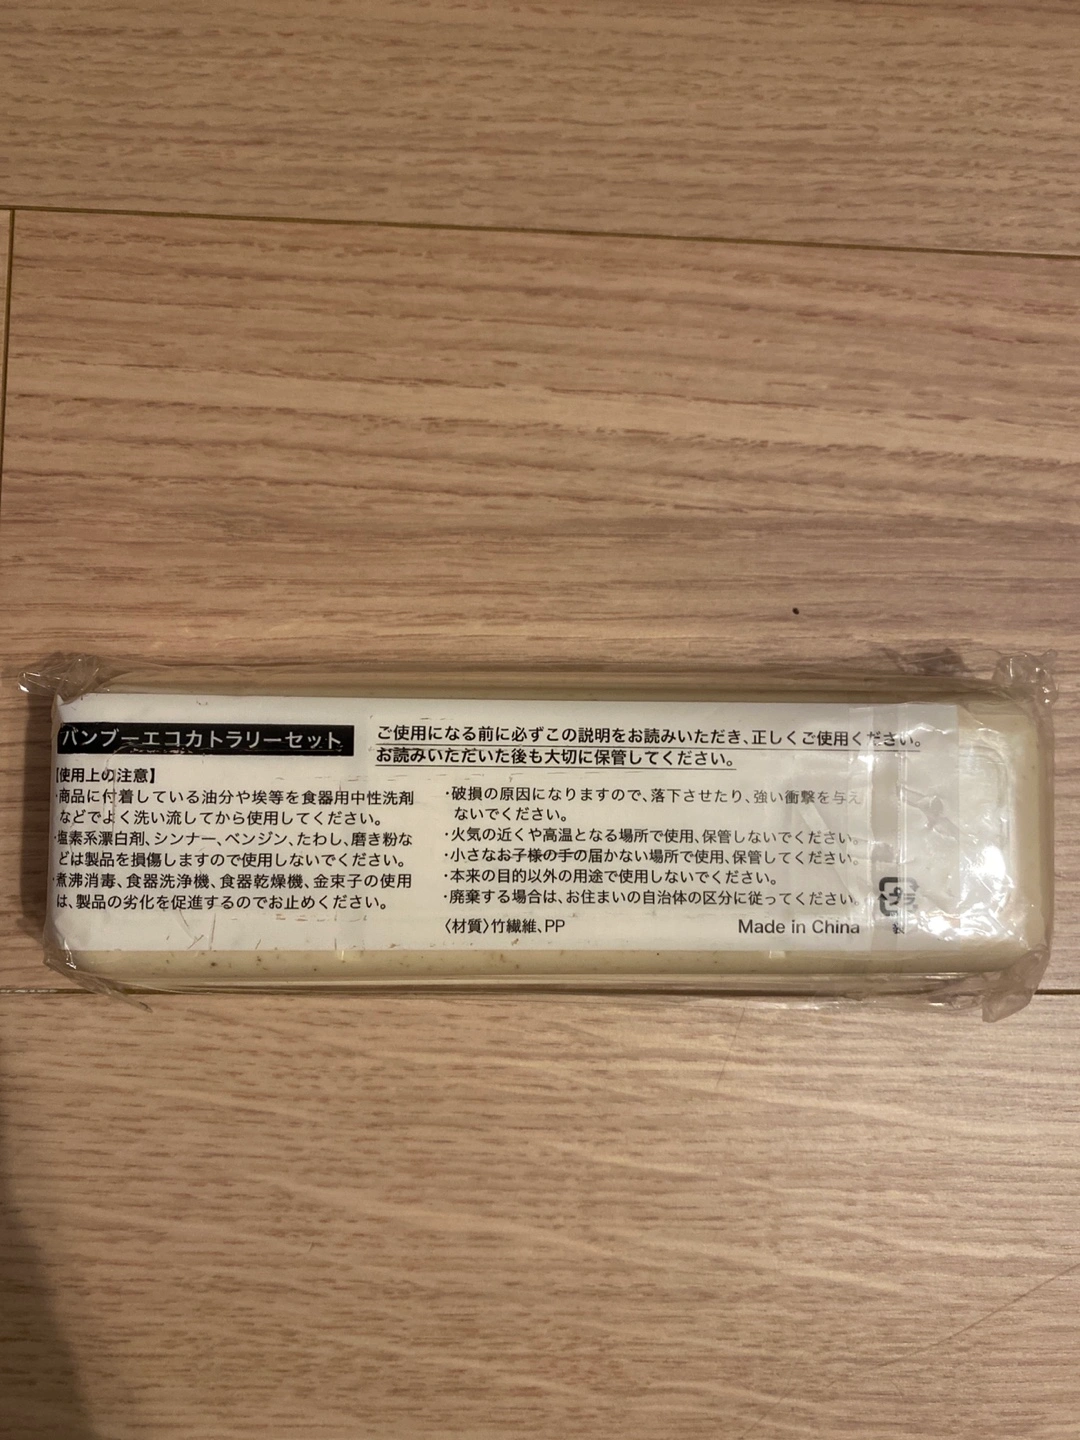 バンブーエコカトラリーセット
ご使用になる前に必ずこの説明をお読みいただき、正しくご使用ください。
お読みいただいた後も大切に保管してください。
【使用上の注意】
・商品に付着している油分や埃等を食器用中性洗剤
などでよく洗い流してから使用してください。
・塩素系漂白剤、シンナー、ベンジン、たわし、磨き粉な
どは製品を損傷しますので使用しないでください。
・煮沸消毒、食器洗浄機、食器乾燥機、金束子の使用
は、製品の劣化を促進するのでお止めください。
・破損の原因になりますので、落下させたり、強い衝撃を与え
ないでください。
・火気の近くや高温となる場所で使用、保管しないでください。
・小さなお子様の手の届かない場所で使用、保管してください。
・本来の目的以外の用途で使用しないでください。
・廃棄する場合は、お住まいの自治体の区分に従ってください。
〈材質〉竹繊維、PP
Made in China
プラ
袋